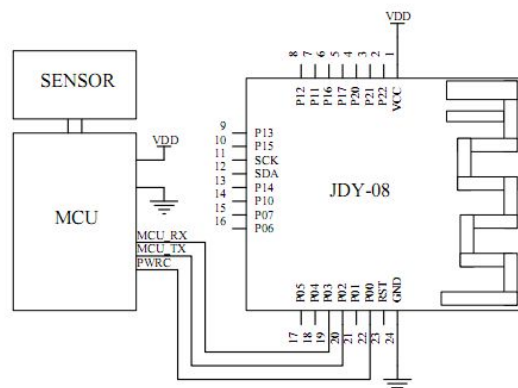 VDD
8 7 6 5 4 3 2 1
P12 P11 P16 P17 P20 P21 P22 VCC
SENSOR
MCU
VDD
MCU_RX
MCU_TX
PWRC
9 P13
10 P15
11 SCK
12 SDA
13 P14
14 P10
15 P07
16 P06
JDY-08
P05 P04 P03 P02 P01 P00 RST GND
17 18 19 20 21 22 23 24